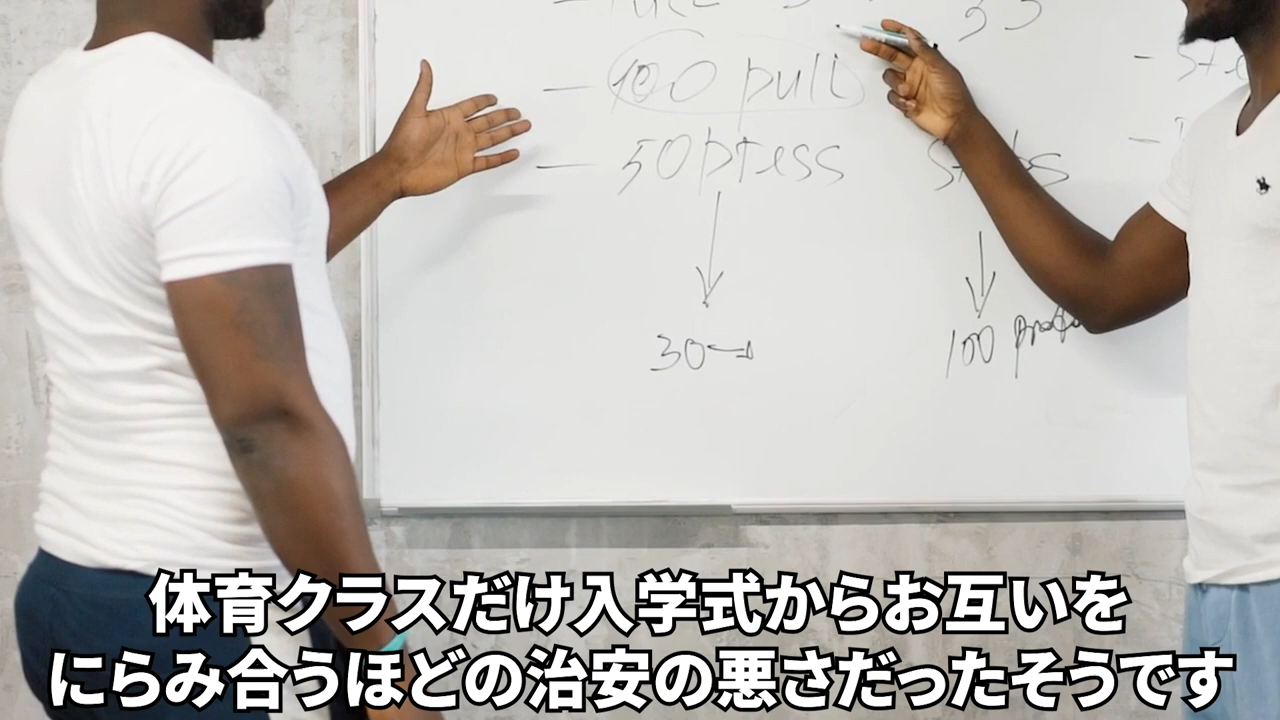 100 pull
50 press
30
100
体育クラスだけ入学式からお互いを
にらみ合うほどの治安の悪さだったそうです